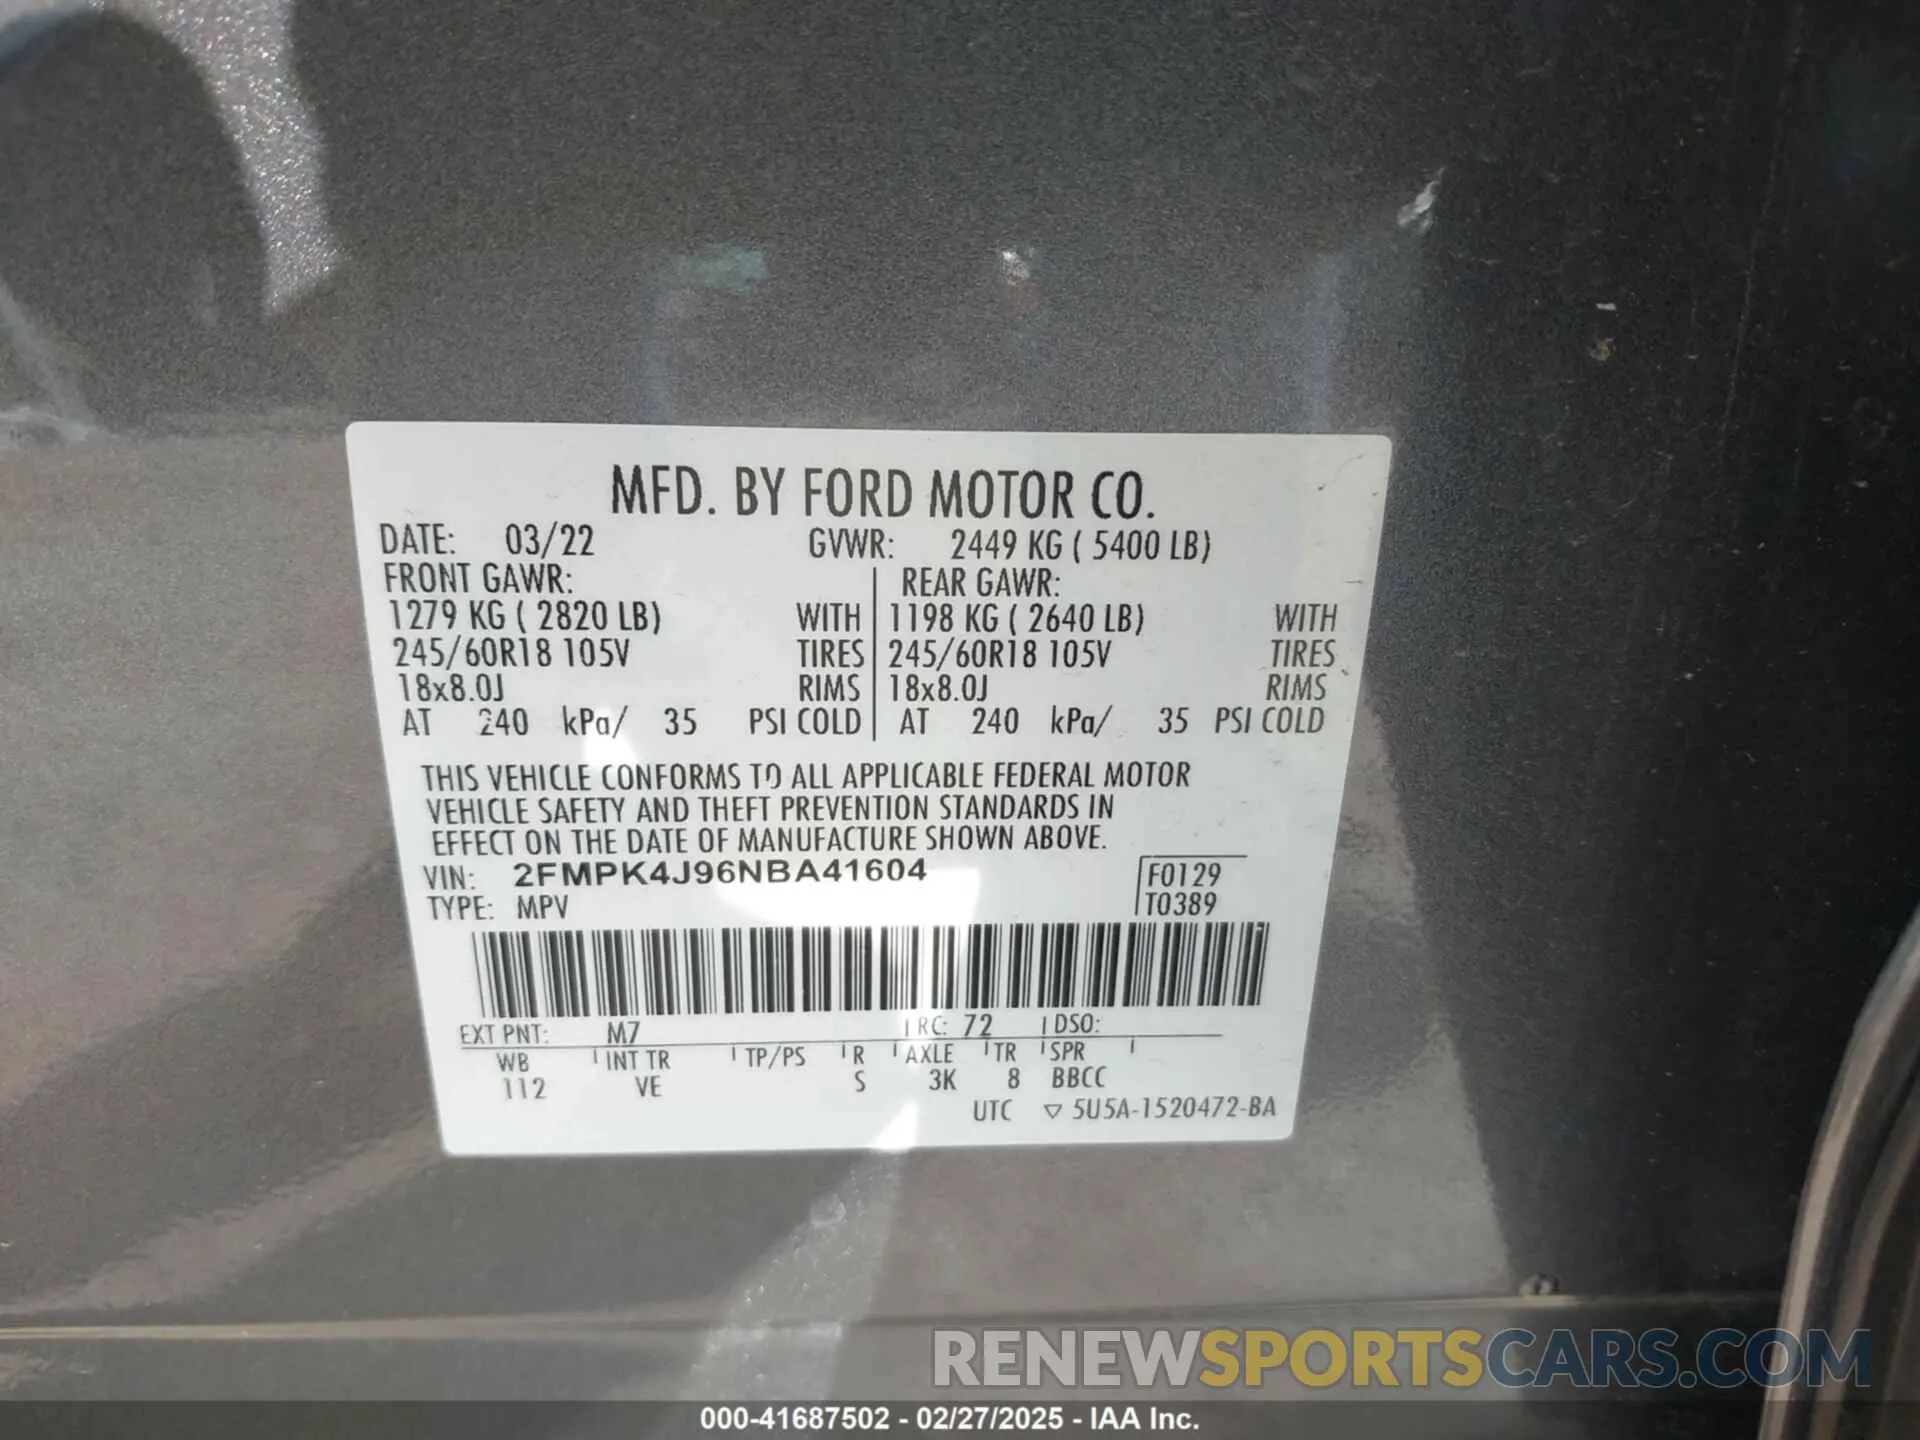 MFD. BY FORD MOTOR CO.
DATE: 03/22 GVWR: 2449 KG ( 5400 LB)
FRONT GAWR: REAR GAWR:
1279 KG ( 2820 LB) WITH 1198 KG ( 2640 LB) WITH
245/60R18 105V TIRES 245/60R18 105V TIRES
18x8.0J RIMS 18x8.0J RIMS
AT 240 kPa/ 35 PSI COLD AT 240 kPa/ 35 PSI COLD
THIS VEHICLE CONFORMS TO ALL APPLICABLE FEDERAL MOTOR
VEHICLE SAFETY AND THEFT PREVENTION STANDARDS IN
EFFECT ON THE DATE OF MANUFACTURE SHOWN ABOVE.
VIN: 2FMPK4J96NBA41604 F0129
TYPE: MPV T0389
EXT PNT: M7 RC: 72 DSO:
WB INT TR TP/PS R AXLE TR SPR
112 VE S 3K 8 BBCC
UTC ▽ 5U5A-1520472-BA
RENEWSPORTSCARS.COM
000-41687502 - 02/27/2025 - IAA Inc.